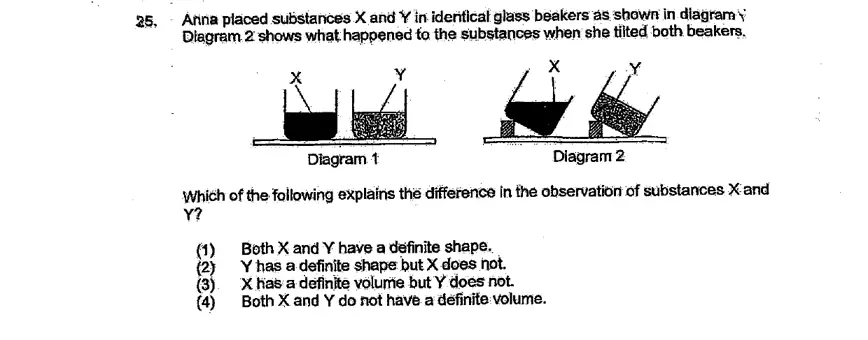 25. Anna placed substances X and Y in identical glass beakers as shown in diagram
Diagram 2 shows what happened to the substances when she tilted both beakers.
X Y X Y
Diagram 1 Diagram 2
Which of the following explains the difference in the observation of substances X and
Y?
(1) Both X and Y have a definite shape.
(2) Y has a definite shape but X does not.
(3) X has a definite volume but Y does not.
(4) Both X and Y do not have a definite volume.